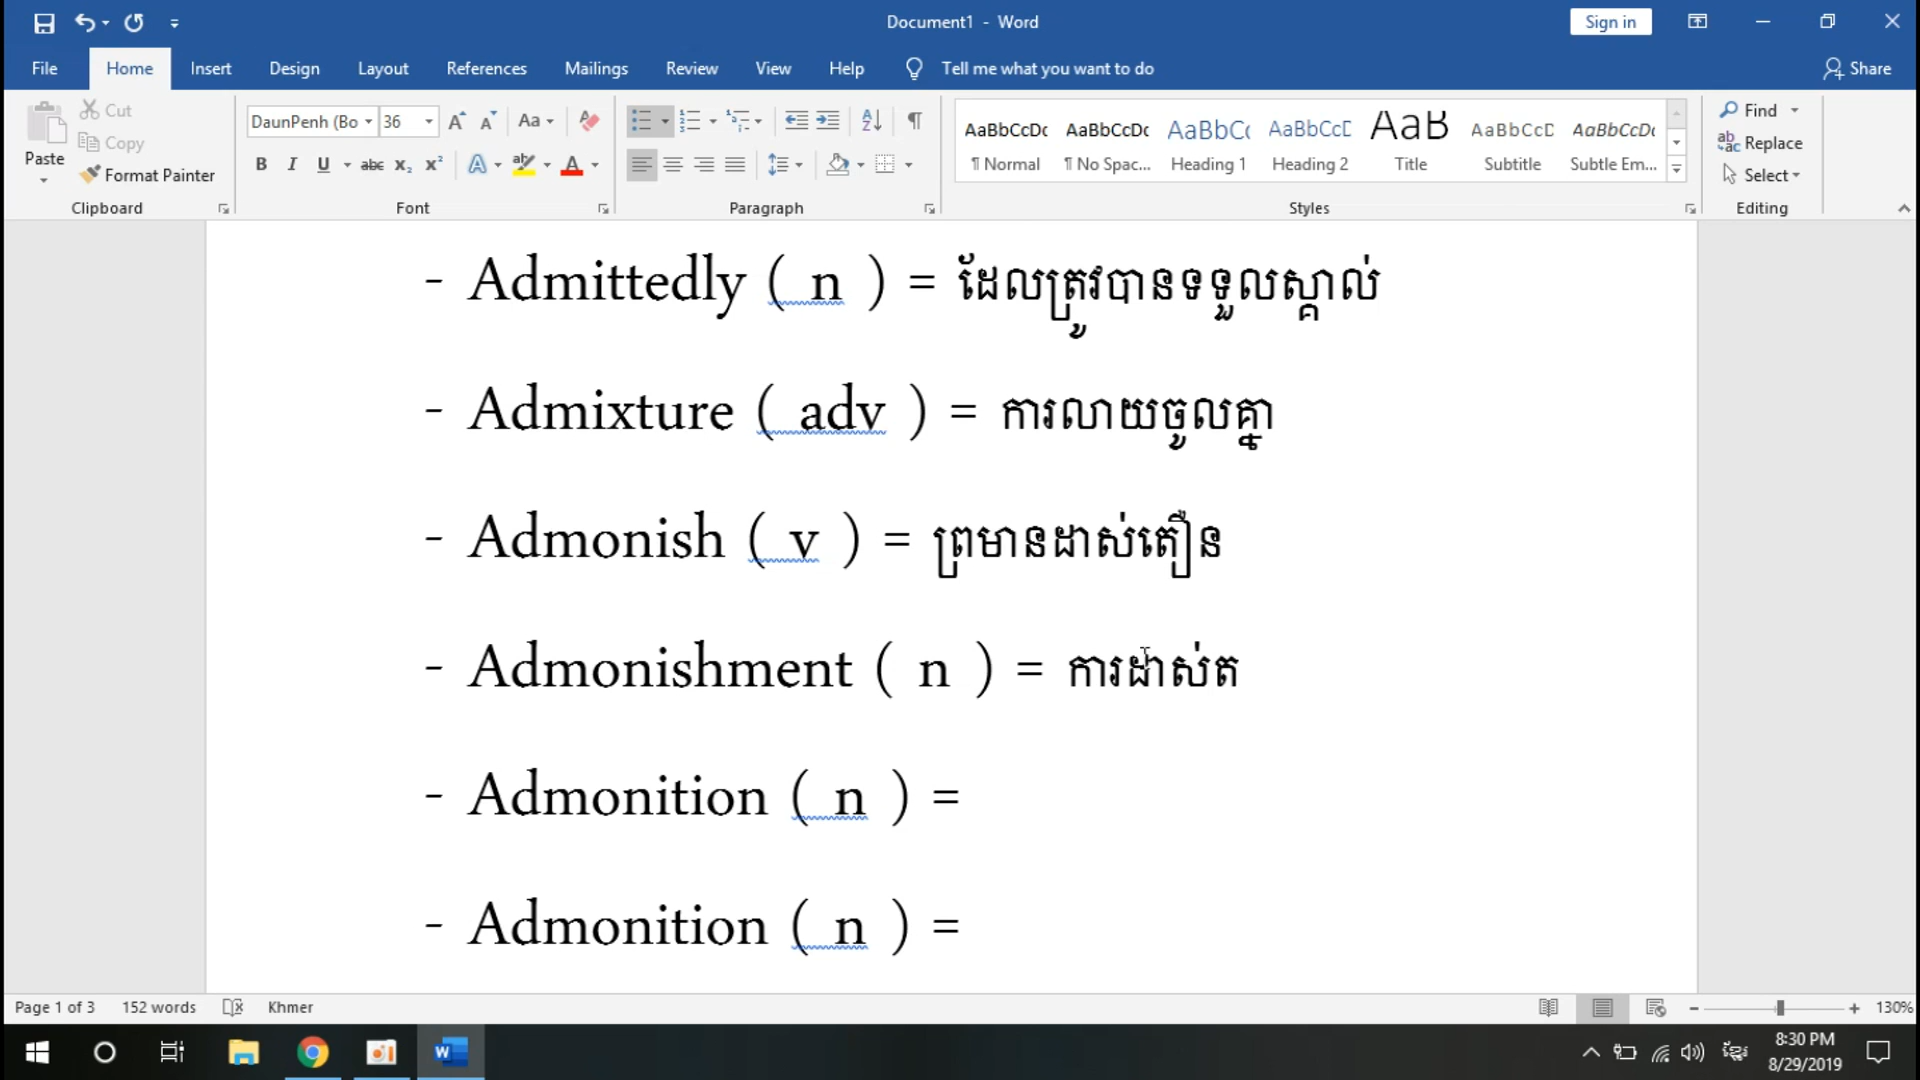 Document1 - Word
Sign in
File Home Insert Design Layout References Mailings Review View Help Tell me what you want to do Share
Paste
Cut
Copy
Format Painter
Clipboard
DaunPenh (Bo 36
Font
Paragraph
AaBbCcDc AaBbCcDc AaBbCc AaBbCcD AaB AaBbCcD AaBbCcDc
¶ Normal ¶ No Spac... Heading 1 Heading 2 Title Subtitle Subtle Em...
Styles
Find
Replace
Select
Editing
- Admittedly ( n ) = ដែលត្រូវបានទទួលស្គាល់
- Admixture ( adv ) = ការលាយចូលគ្នា
- Admonish ( v ) = ព្រមានដាស់តឿន
- Admonishment ( n ) = ការដាស់ត
- Admonition ( n ) =
- Admonition ( n ) =
Page 1 of 3 152 words Khmer 130%
8:30 PM
8/29/2019
ខ្មែរ